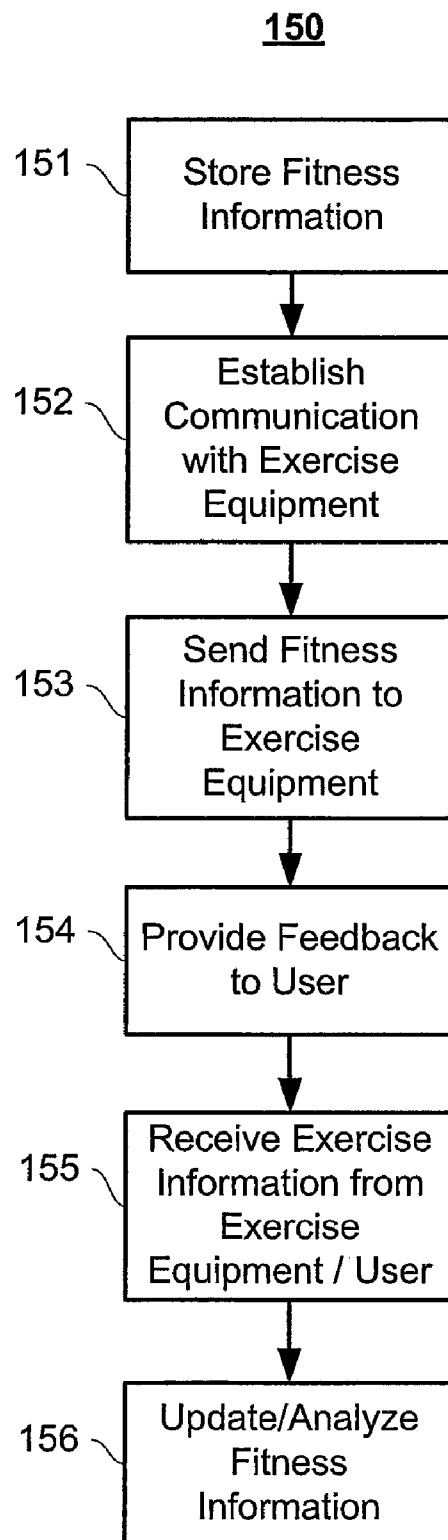 150
151
Store Fitness
Information
152
Establish
Communication
with Exercise
Equipment
153
Send Fitness
Information to
Exercise
Equipment
154
Provide Feedback
to User
155
Receive Exercise
Information from
Exercise
Equipment / User
156
Update/Analyze
Fitness
Information